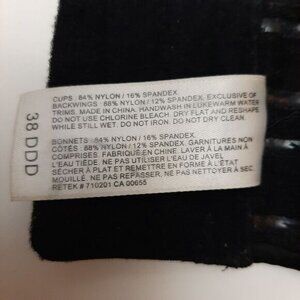 CUPS: 84% NYLON / 16% SPANDEX.
BACKWINGS : 88% NYLON / 12% SPANDEX, EXCLUSIVE OF
TRIMS. MADE IN CHINA. HANDWASH IN LUKEWARM WATER
DO NOT USE CHLORINE BLEACH. DRY FLAT AND RESHAPE
WHILE STILL WET. DO NOT IRON. DO NOT DRY CLEAN.
BONNETS : 84% NYLON / 16% SPANDEX.
CÔTÉS : 88% NYLON / 12% SPANDEX. GARNITURES NON
COMPRISES. FABRIQUÉ EN CHINE. LAVER À LA MAIN À
L'EAU TIÈDE. NE PAS UTILISER D'EAU DE JAVEL
SÉCHER À PLAT ET REMETTRE EN FORME À L'ÉTAT
MOUILLÉ. NE PAS REPASSER, NE PAS NETTOYER À SEC
RETEK # 710201 CA 00655
38 DDD